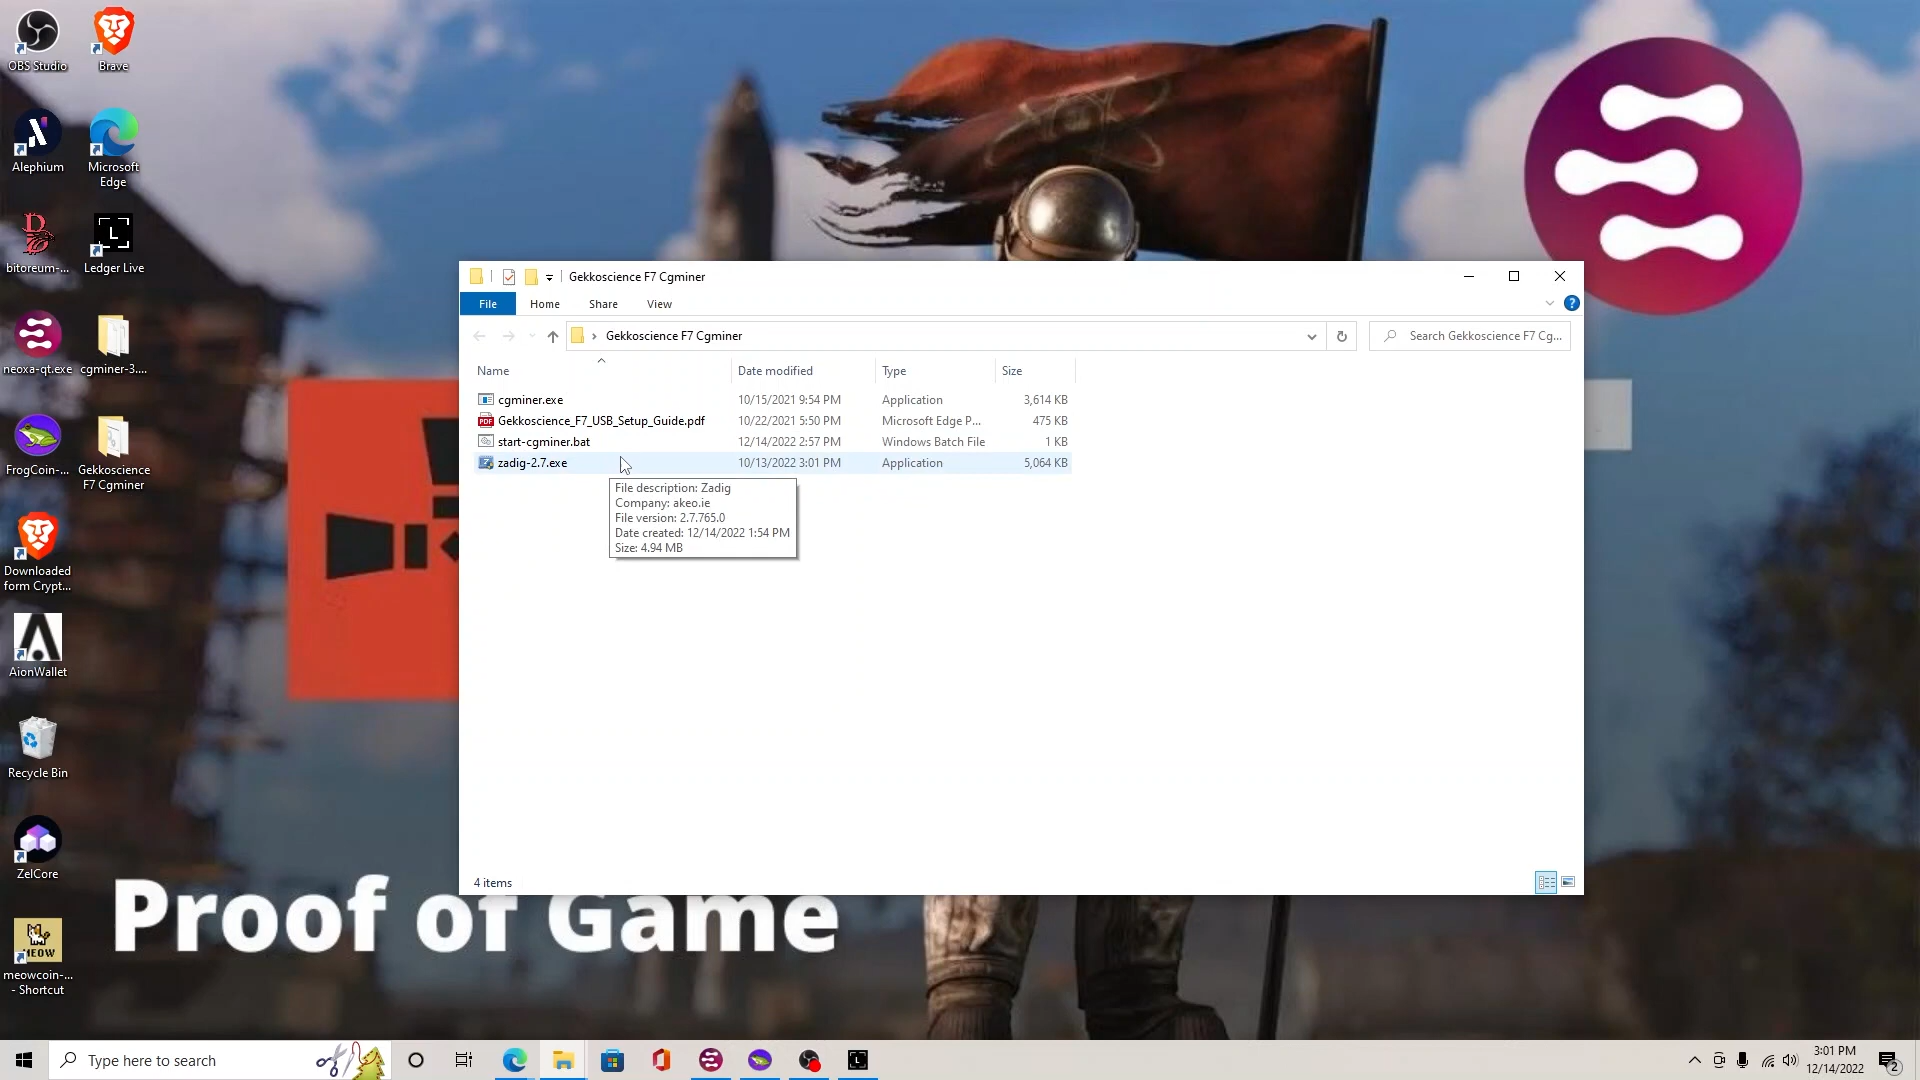 OBS Studio
Brave
Alephium
Microsoft
Edge
bitoreum-...
Ledger Live
neoxa-qt.exe
cgminer-3....
FrogCoin-...
Gekkoscience
F7 Cgminer
Downloaded
form Crypt...
AionWallet
Recycle Bin
ZelCore
MEOW
meowcoin-...
- Shortcut
Gekkoscience F7 Cgminer
File
Home
Share
View
Gekkoscience F7 Cgminer
Search Gekkoscience F7 Cg...
Name
Date modified
Type
Size
cgminer.exe
10/15/2021 9:54 PM
Application
3,614 KB
PDF
Gekkoscience_F7_USB_Setup_Guide.pdf
10/22/2021 5:50 PM
Microsoft Edge P...
475 KB
start-cgminer.bat
12/14/2022 2:57 PM
Windows Batch File
1 KB
zadig-2.7.exe
10/13/2022 3:01 PM
Application
5,064 KB
File description: Zadig
Company: akeo.ie
File version: 2.7.765.0
Date created: 12/14/2022 1:54 PM
Size: 4.94 MB
4 items
Proof of Game
Type here to search
3:01 PM
12/14/2022
2